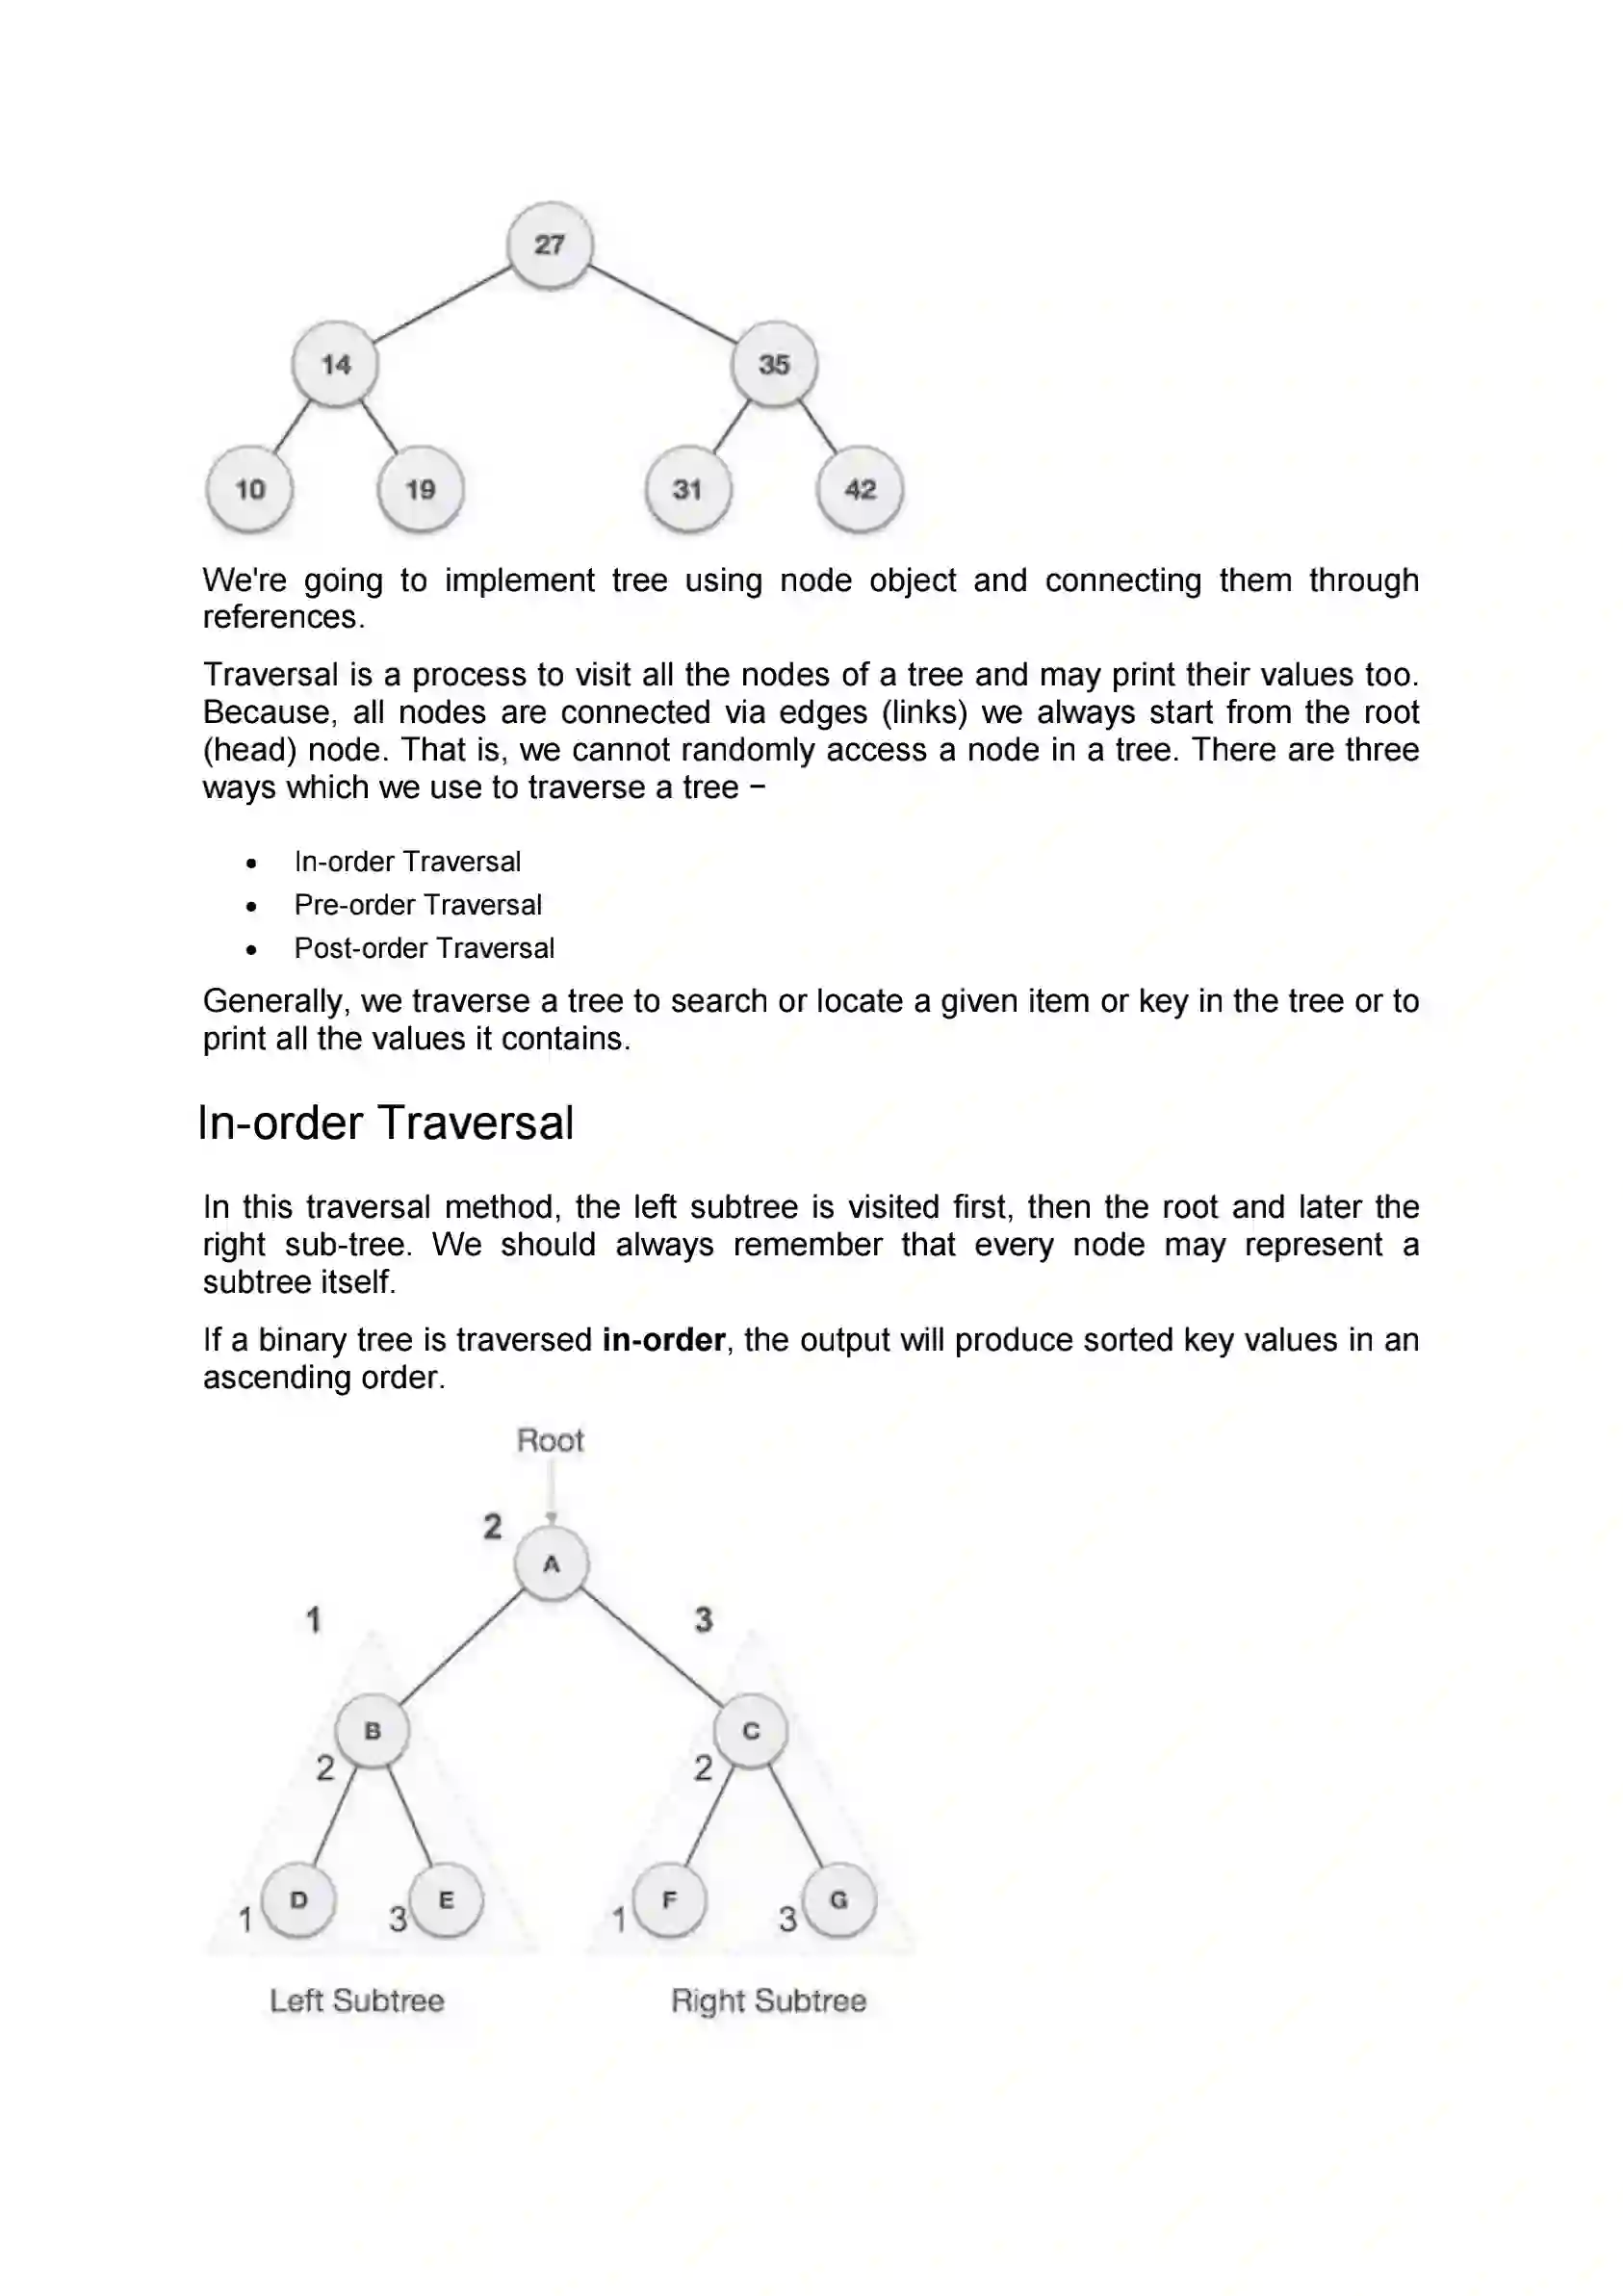 27
14
35
10
19
31
42
We're going to implement tree using node object and connecting them through
references.
Traversal is a process to visit all the nodes of a tree and may print their values too.
Because, all nodes are connected via edges (links) we always start from the root
(head) node. That is, we cannot randomly access a node in a tree. There are three
ways which we use to traverse a tree −
• In-order Traversal
• Pre-order Traversal
• Post-order Traversal
Generally, we traverse a tree to search or locate a given item or key in the tree or to
print all the values it contains.
In-order Traversal
In this traversal method, the left subtree is visited first, then the root and later the
right sub-tree. We should always remember that every node may represent a
subtree itself.
If a binary tree is traversed in-order, the output will produce sorted key values in an
ascending order.
Root
2
A
1
3
B
C
2
2
D
E
F
G
1
3
1
3
Left Subtree
Right Subtree